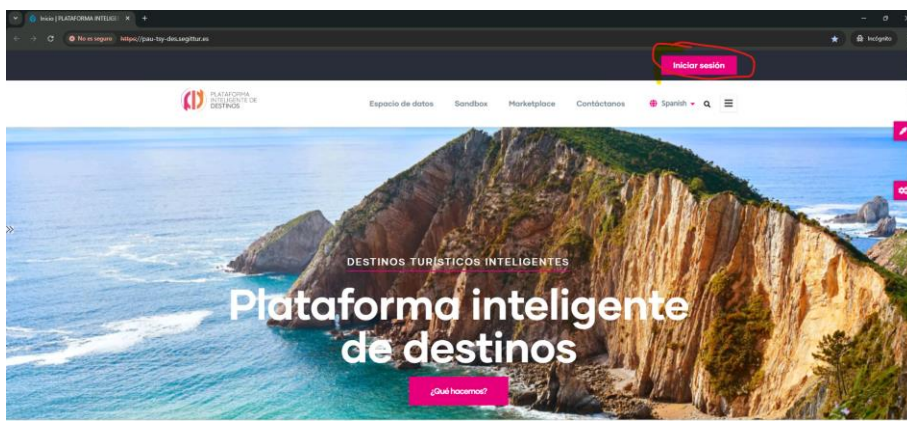 Inicio | PLATAFORMA INTELIGE
No es seguro https://pau-tsy-des.segittur.es
Incógnito
Iniciar sesión
PLATAFORMA
INTELIGENTE DE
DESTINOS
Espacio de datos Sandbox Marketplace Contáctanos Spanish
DESTINOS TURÍSTICOS INTELIGENTES
Plataforma inteligente
de destinos
¿Qué hacemos?